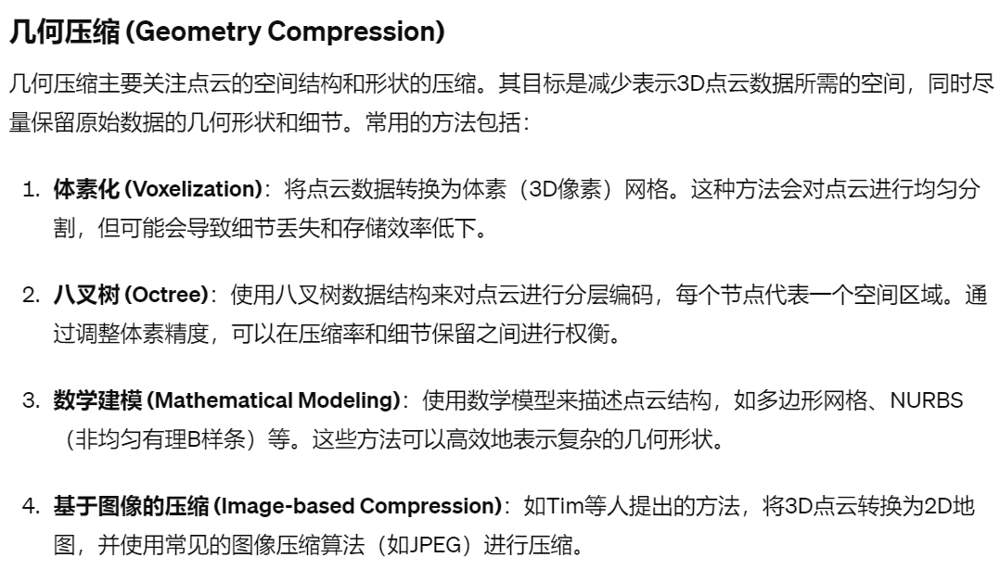 几何压缩 (Geometry Compression)
几何压缩主要关注点云的空间结构和形状的压缩。其目标是减少表示3D点云数据所需的空间，同时尽
量保留原始数据的几何形状和细节。常用的方法包括：
1. 体素化 (Voxelization)：将点云数据转换为体素（3D像素）网格。这种方法会对点云进行均匀分
割，但可能会导致细节丢失和存储效率低下。
2. 八叉树 (Octree)：使用八叉树数据结构来对点云进行分层编码，每个节点代表一个空间区域。通
过调整体素精度，可以在压缩率和细节保留之间进行权衡。
3. 数学建模 (Mathematical Modeling)：使用数学模型来描述点云结构，如多边形网格、NURBS
（非均匀有理B样条）等。这些方法可以高效地表示复杂的几何形状。
4. 基于图像的压缩 (Image-based Compression)：如Tim等人提出的方法，将3D点云转换为2D地
图，并使用常见的图像压缩算法（如JPEG）进行压缩。